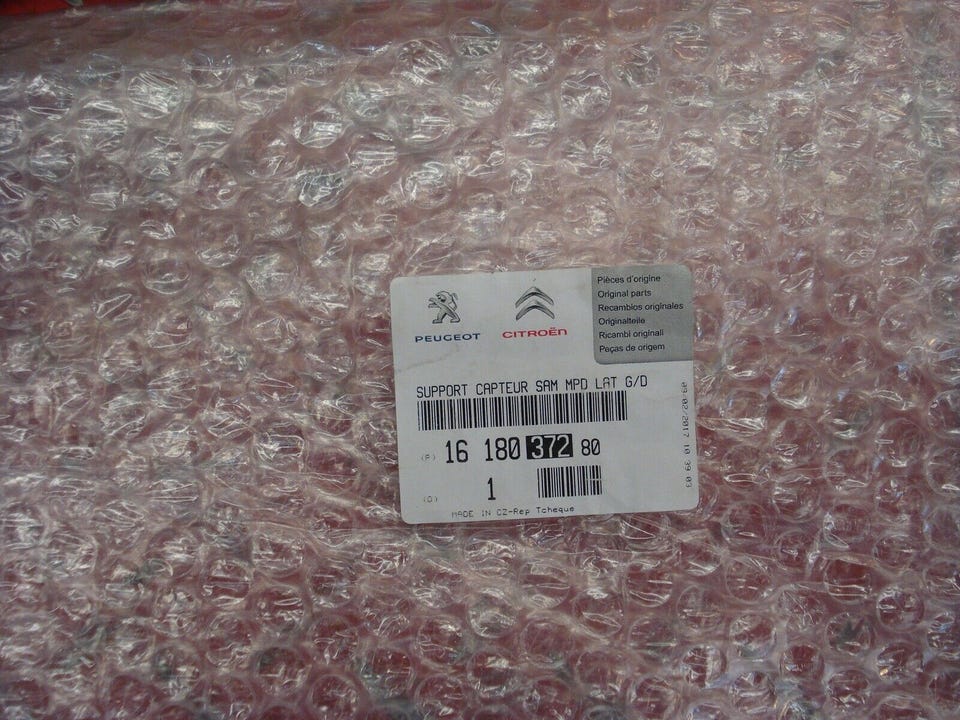 PEUGEOT
CITROËN
Pièces d'origine
Original parts
Recambios originales
Originalteile
Ricambi originali
Peças de origem
SUPPORT CAPTEUR SAM MPD LAT G/D
(P) 16 180 372 80
(Q) 1
MADE IN CZ-Rep Tcheque
09/02/2017 10 39 03